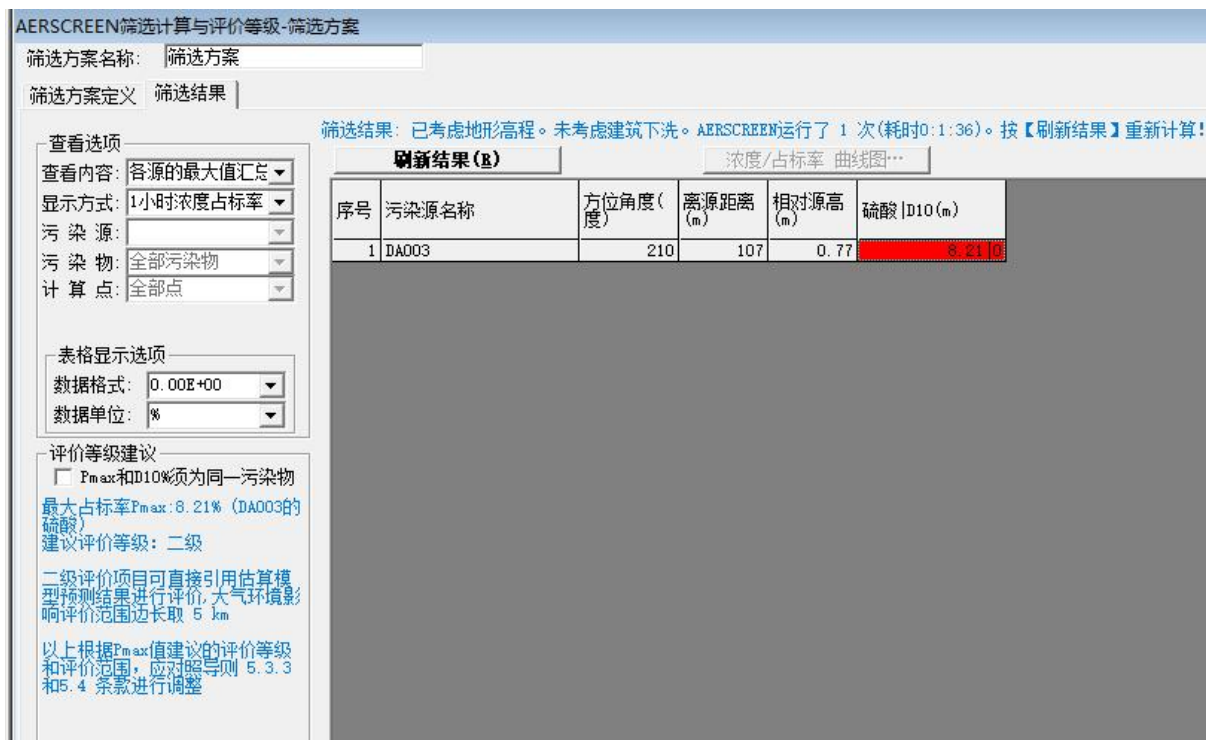 AERSCREEN筛选计算与评价等级-筛选方案
筛选方案名称: 筛选方案
筛选方案定义 筛选结果
筛选结果: 已考虑地形高程。未考虑建筑下洗。AERSCREEN运行了 1 次(耗时0:1:36)。按【刷新结果】重新计算!
查看选项
刷新结果(R) 浓度/占标率 曲线图…
查看内容: 各源的最大值汇总
显示方式: 1小时浓度占标率
污 染 源:
污 染 物: 全部污染物
计 算 点: 全部点
序号 污染源名称 方位角度(度) 离源距离(m) 相对源高(m) 硫酸|D10(m)
1 DA003 210 107 0.77 8.21|0
表格显示选项
数据格式: 0.00E+00
数据单位: %
评价等级建议
Pmax和D10%须为同一污染物
最大占标率Pmax:8.21% (DA003的
硫酸)
建议评价等级: 二级
二级评价项目可直接引用估算模
型预测结果进行评价,大气环境影
响评价范围边长取 5 km
以上根据Pmax值建议的评价等级
和评价范围，应对照导则 5.3.3
和5.4 条款进行调整